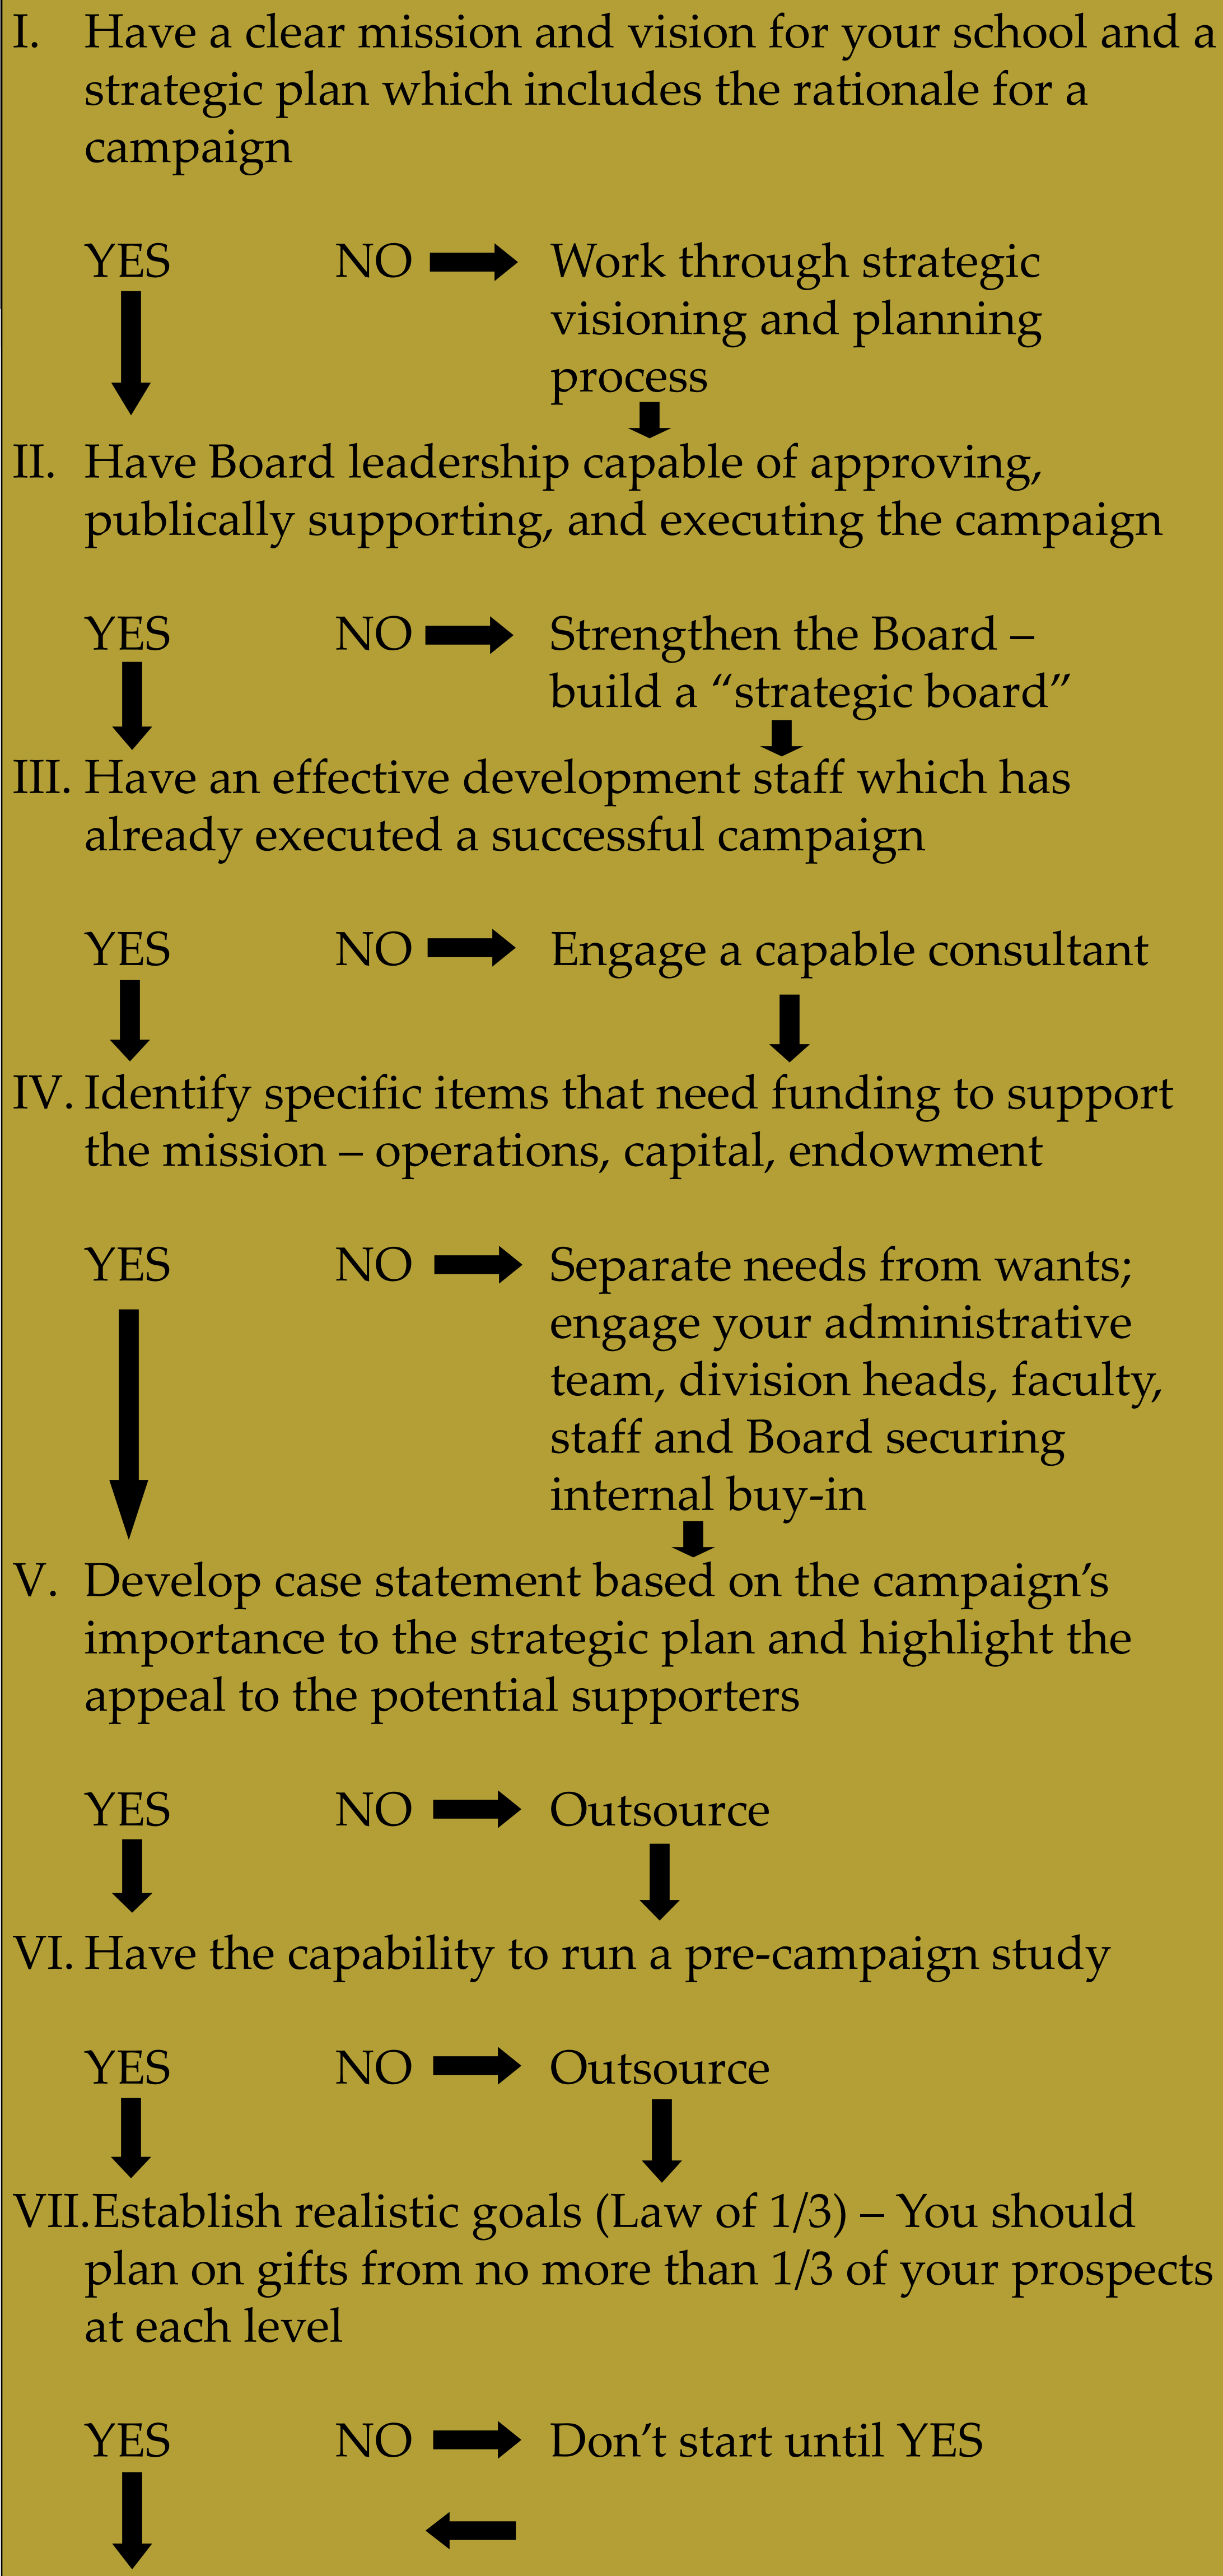 I. Have a clear mission and vision for your school and a
strategic plan which includes the rationale for a
campaign
YES NO Work through strategic
visioning and planning
process
II. Have Board leadership capable of approving,
publically supporting, and executing the campaign
YES NO Strengthen the Board –
build a “strategic board”
III. Have an effective development staff which has
already executed a successful campaign
YES NO Engage a capable consultant
IV. Identify specific items that need funding to support
the mission – operations, capital, endowment
YES NO Separate needs from wants;
engage your administrative
team, division heads, faculty,
staff and Board securing
internal buy-in
V. Develop case statement based on the campaign’s
importance to the strategic plan and highlight the
appeal to the potential supporters
YES NO Outsource
VI. Have the capability to run a pre-campaign study
YES NO Outsource
VII. Establish realistic goals (Law of 1/3) – You should
plan on gifts from no more than 1/3 of your prospects
at each level
YES NO Don’t start until YES